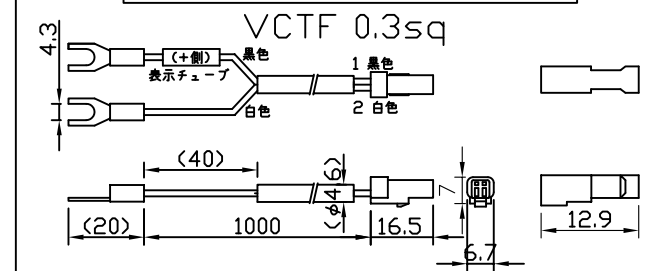 VCTF 0.3sq
4.3
(+側)
黒色
表示チューブ
1 黒色
白色
2 白色
(40)
(φ4.6)
7
(20)
1000
16.5
12.9
6.7